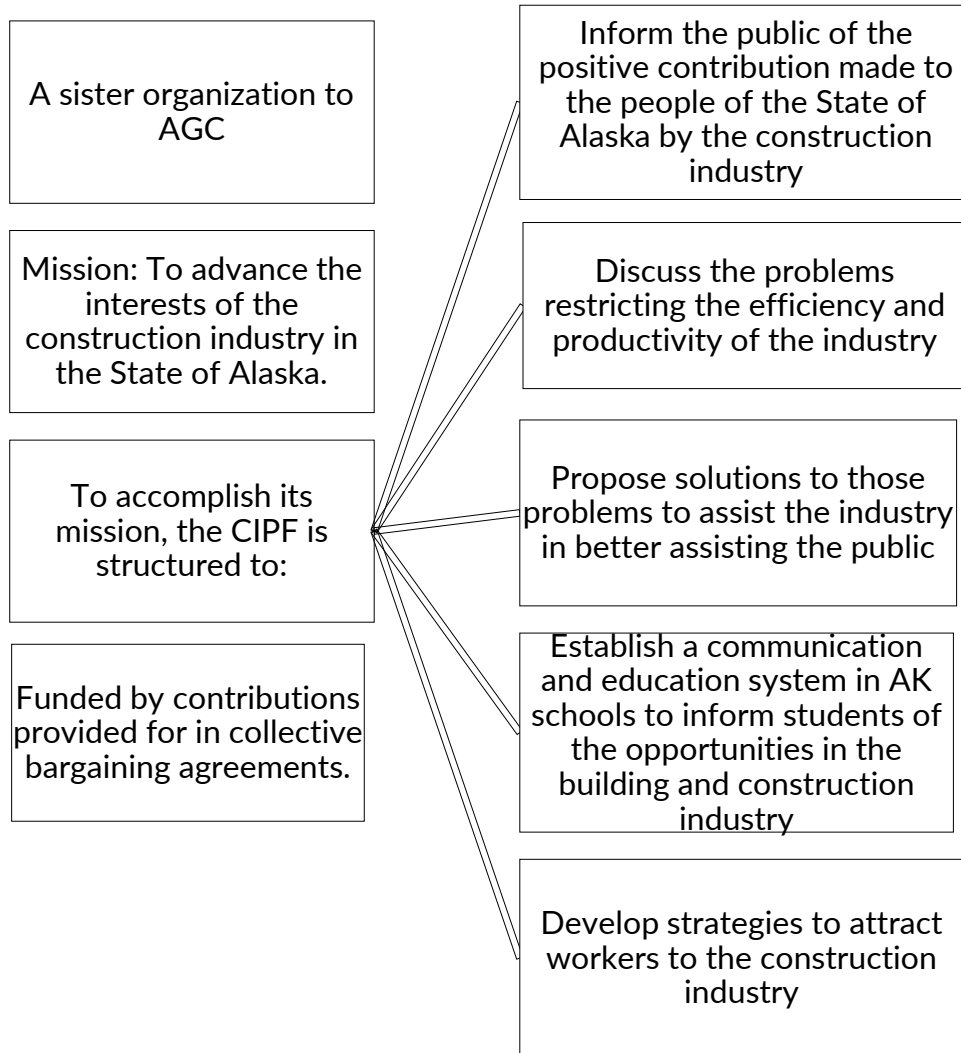 A sister organization to
AGC
Mission: To advance the
interests of the
construction industry in
the State of Alaska.
To accomplish its
mission, the CIPF is
structured to:
Funded by contributions
provided for in collective
bargaining agreements.
Inform the public of the
positive contribution made to
the people of the State of
Alaska by the construction
industry
Discuss the problems
restricting the efficiency and
productivity of the industry
Propose solutions to those
problems to assist the industry
in better assisting the public
Establish a communication
and education system in AK
schools to inform students of
the opportunities in the
building and construction
industry
Develop strategies to attract
workers to the construction
industry